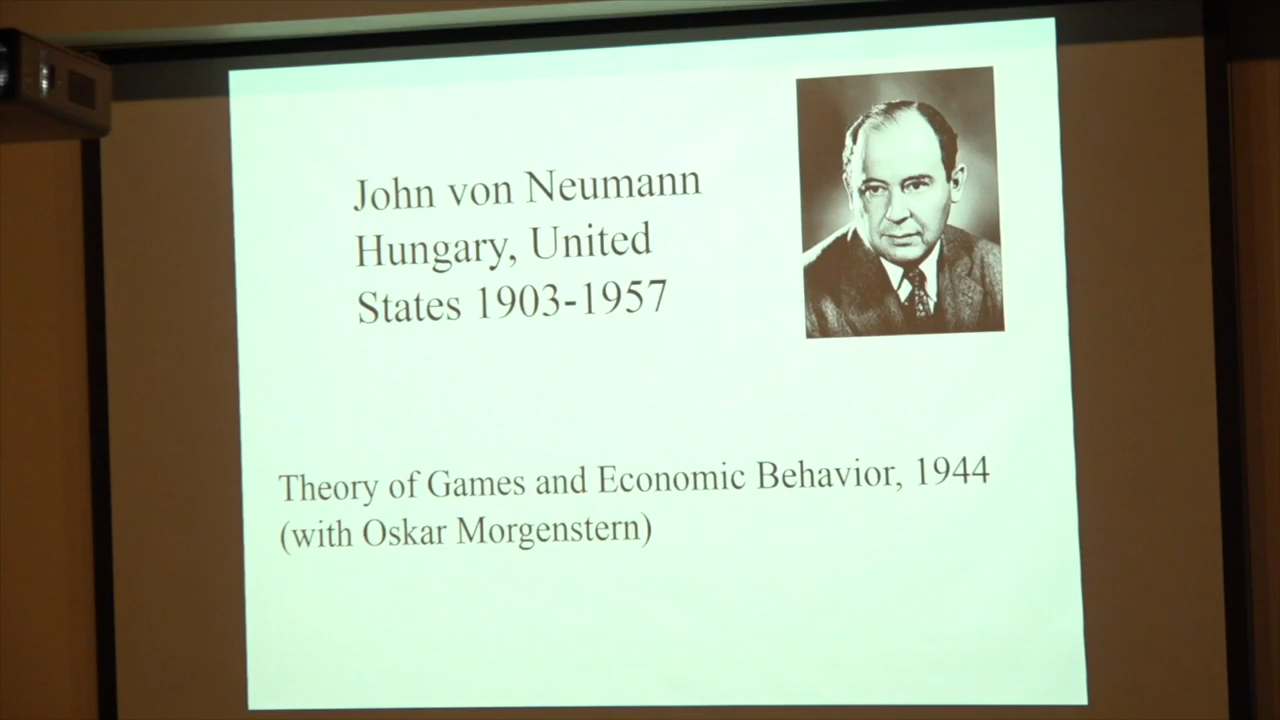 John von Neumann
Hungary, United
States 1903-1957
Theory of Games and Economic Behavior, 1944
(with Oskar Morgenstern)